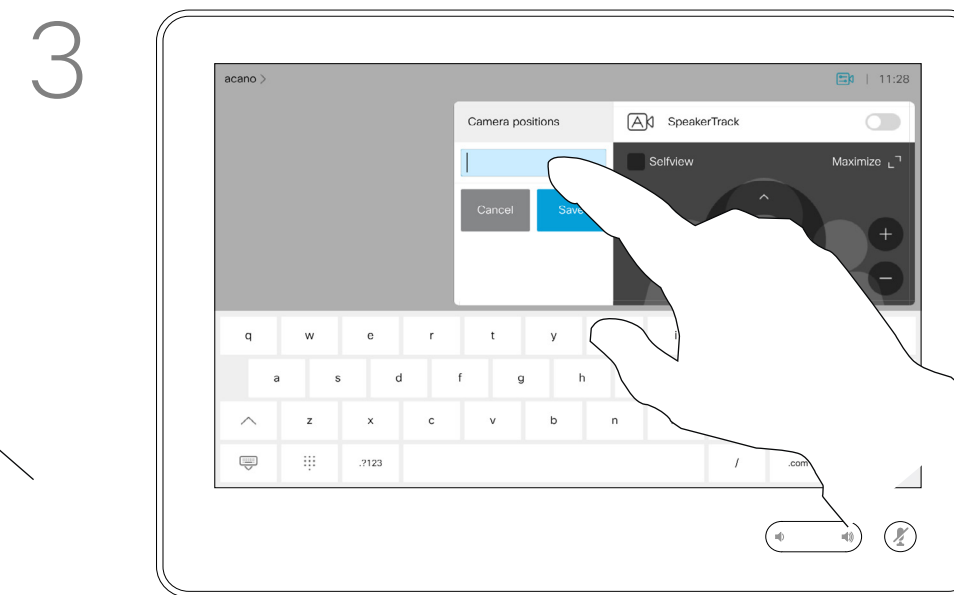 3
acano >
11:28
Camera positions
SpeakerTrack
Selfview
Maximize
Cancel
Save
q w e r t y i
a s d f g h
z x c v b n
.?123 / .com